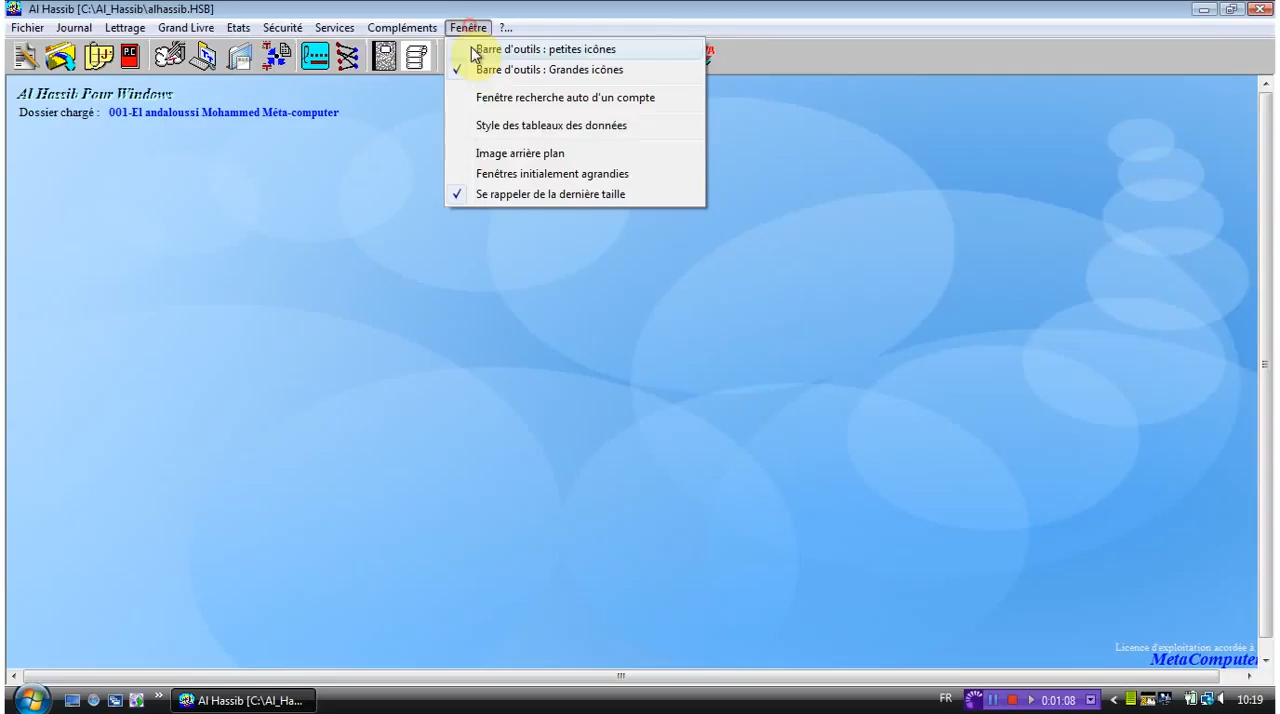 Al Hassib [C:\Al_Hassib\alhassib.HSB]
Fichier Journal Lettrage Grand Livre Etats Sécurité Services Compléments Fenêtre ?...
P.C
Barre d'outils : petites icônes
Barre d'outils : Grandes icônes
Fenêtre recherche auto d'un compte
Style des tableaux des données
Image arrière plan
Fenêtres initialement agrandies
Se rappeler de la dernière taille
Al Hassib Pour Windows
Dossier chargé : 001-El andaloussi Mohammed Méta-computer
Licence d'exploitation acordée à
MetaComputer
Al Hassib [C:\Al_Ha...
FR
0:01:08
10:19